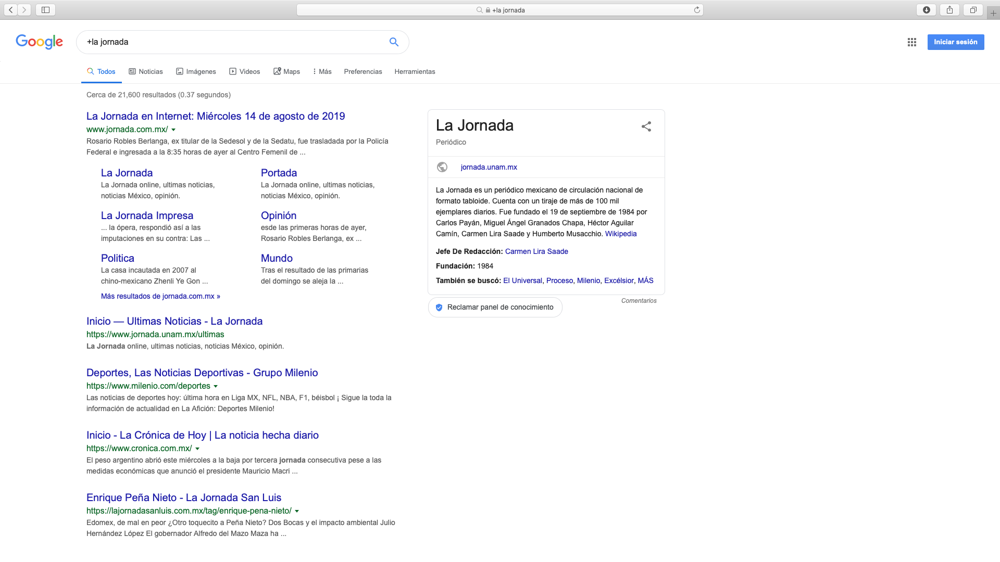 +la jornada
Google
+la jornada
Iniciar sesión
Todos
Noticias
Imágenes
Videos
Maps
Más
Preferencias
Herramientas
Cerca de 21,600 resultados (0.37 segundos)
La Jornada en Internet: Miércoles 14 de agosto de 2019
www.jornada.com.mx/
Rosario Robles Berlanga, ex titular de la Sedesol y de la Sedatu, fue trasladada por la Policía
Federal e ingresada a la 8:35 horas de ayer al Centro Femenil de ...
La Jornada
La Jornada online, ultimas noticias,
noticias México, opinión.
Portada
La Jornada online, ultimas noticias,
noticias México, opinión.
La Jornada Impresa
... la ópera, respondió así a las
imputaciones en su contra: Las ...
Opinión
esde las primeras horas de ayer,
Rosario Robles Berlanga, ex ...
Politica
La casa incautada en 2007 al
chino-mexicano Zhenli Ye Gon ...
Mundo
Tras el resultado de las primarias
del domingo se aleja la ...
Más resultados de jornada.com.mx »
Inicio — Ultimas Noticias - La Jornada
https://www.jornada.unam.mx/ultimas
La Jornada online, ultimas noticias, noticias México, opinión.
Deportes, Las Noticias Deportivas - Grupo Milenio
https://www.milenio.com/deportes
Las noticias de deportes hoy: última hora en Liga MX, NFL, NBA, F1, béisbol ¡ Sigue la toda la
información de actualidad en La Afición: Deportes Milenio!
Inicio - La Crónica de Hoy | La noticia hecha diario
https://www.cronica.com.mx/
El peso argentino abrió este miércoles a la baja por tercera jornada consecutiva pese a las
medidas económicas que anunció el presidente Mauricio Macri ...
Enrique Peña Nieto - La Jornada San Luis
https://lajornadasanluis.com.mx/tag/enrique-pena-nieto/
Edomex, de mal en peor ¿Otro toquecito a Peña Nieto? Dos Bocas y el impacto ambiental Julio
Hernández López El gobernador Alfredo del Mazo Maza ha ...
La Jornada
Periódico
jornada.unam.mx
La Jornada es un periódico mexicano de circulación nacional de
formato tabloide. Cuenta con un tiraje de más de 100 mil
ejemplares diarios. Fue fundado el 19 de septiembre de 1984 por
Carlos Payán, Miguel Ángel Granados Chapa, Héctor Aguilar
Camín, Carmen Lira Saade y Humberto Musacchio. Wikipedia
Jefe De Redacción: Carmen Lira Saade
Fundación: 1984
También se buscó: El Universal, Proceso, Milenio, Excélsior, MÁS
Comentarios
Reclamar panel de conocimiento